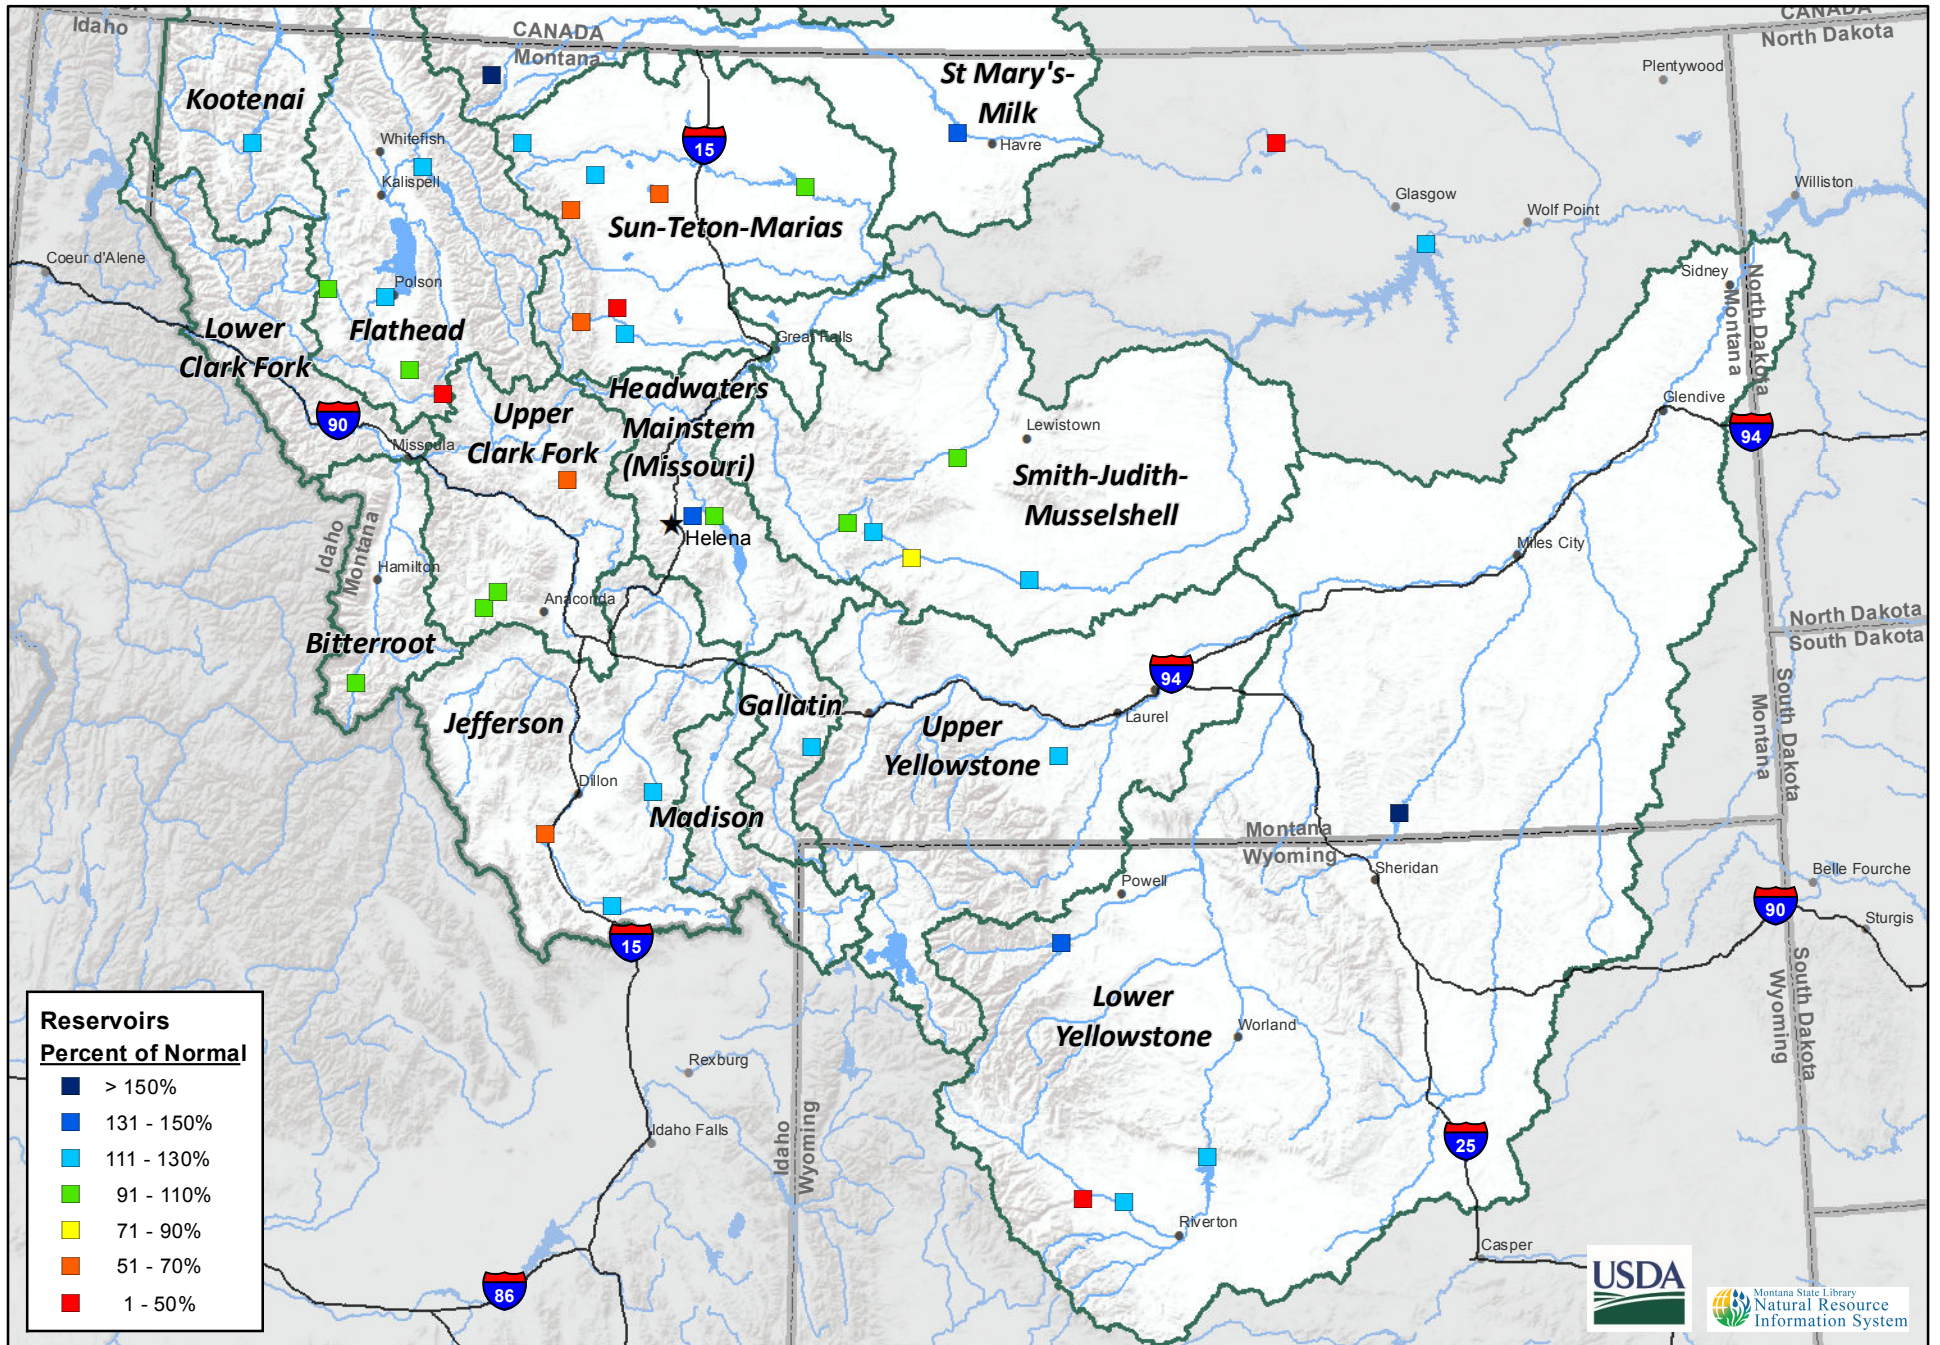 CANADA
Idaho
CANADA
Montana
CANADA
North Dakota
Kootenai
St Mary's-
Milk
Plentywood
Whitefish
15
Havre
Kalispell
Glasgow
Williston
Wolf Point
Sun-Teton-Marias
Coeur d'Alene
Polson
Sidney
North Dakota
Montana
Lower
Clark Fork
Flathead
Great Falls
Headwaters
Mainstem
(Missouri)
Upper
Clark Fork
90
Missoula
Lewistown
Glendive
94
Smith-Judith-
Musselshell
Helena
Idaho
Montana
Hamilton
Miles City
Anaconda
Bitterroot
North Dakota
South Dakota
94
Jefferson
Gallatin
Laurel
Upper
Yellowstone
South Dakota
Montana
Dillon
Madison
Montana
Wyoming
Sheridan
Powell
Belle Fourche
90
Sturgis
15
Lower
Yellowstone
Worland
South Dakota
Wyoming
Reservoirs
Percent of Normal
> 150%
131 - 150%
111 - 130%
91 - 110%
71 - 90%
51 - 70%
1 - 50%
Rexburg
Idaho Falls
Idaho
Wyoming
25
Riverton
Casper
86
USDA
Montana State Library
Natural Resource
Information System